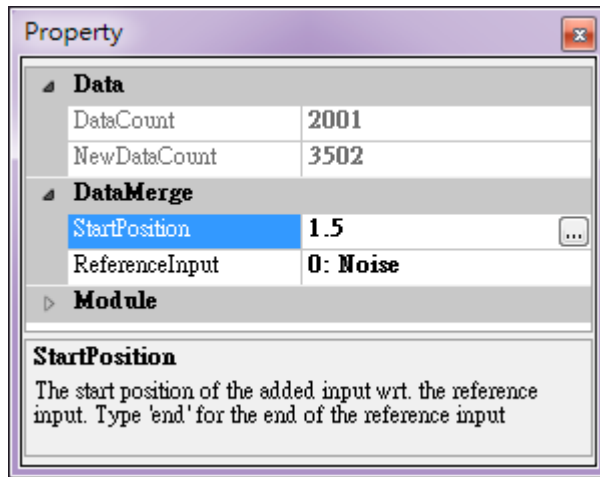 Property
Data
DataCount 2001
NewDataCount 3502
DataMerge
StartPosition 1.5 ...
ReferenceInput 0: Noise
Module
StartPosition
The start position of the added input wrt. the reference
input. Type 'end' for the end of the reference input